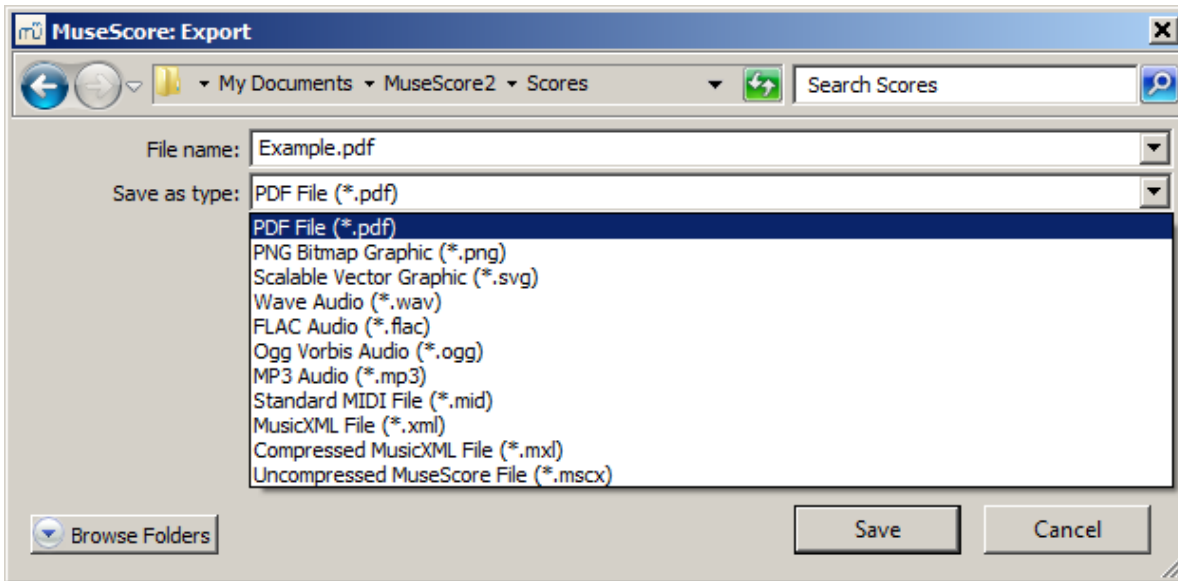 MuseScore: Export
My Documents MuseScore2 Scores Search Scores
File name: Example.pdf
Save as type: PDF File (*.pdf)
PDF File (*.pdf)
PNG Bitmap Graphic (*.png)
Scalable Vector Graphic (*.svg)
Wave Audio (*.wav)
FLAC Audio (*.flac)
Ogg Vorbis Audio (*.ogg)
MP3 Audio (*.mp3)
Standard MIDI File (*.mid)
MusicXML File (*.xml)
Compressed MusicXML File (*.mxl)
Uncompressed MuseScore File (*.mscx)
Browse Folders Save Cancel